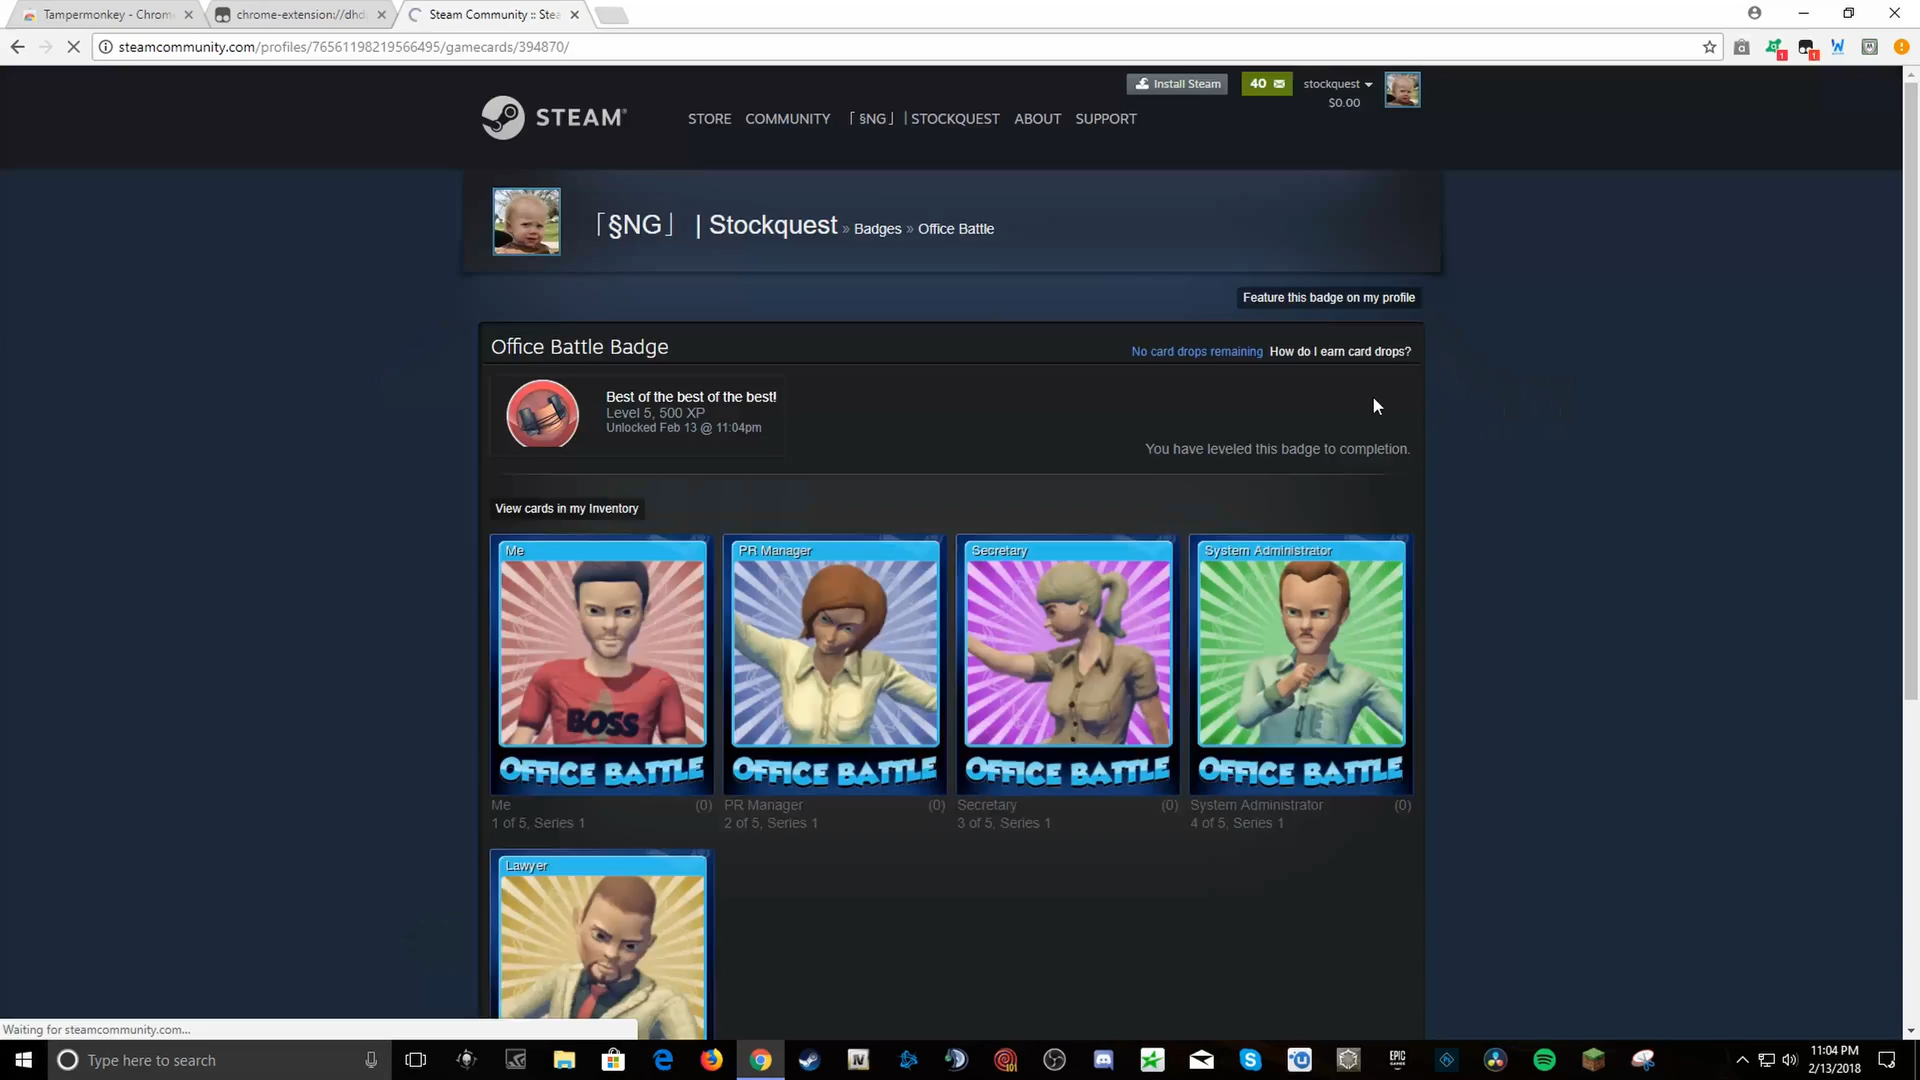 Tampermonkey - Chrom
chrome-extension://dhd
Steam Community :: Stea
steamcommunity.com/profiles/76561198219566495/gamecards/394870/
Install Steam
40
stockquest
$0.00
STEAM
STORE COMMUNITY 「§NG」 | STOCKQUEST ABOUT SUPPORT
「§NG」 | Stockquest » Badges » Office Battle
Feature this badge on my profile
Office Battle Badge
No card drops remaining How do I earn card drops?
Best of the best of the best!
Level 5, 500 XP
Unlocked Feb 13 @ 11:04pm
You have leveled this badge to completion.
View cards in my Inventory
Me PR Manager Secretary System Administrator
BOSS
OFFICE BATTLE OFFICE BATTLE OFFICE BATTLE OFFICE BATTLE
Me (0) PR Manager (0) Secretary (0) System Administrator (0)
1 of 5, Series 1 2 of 5, Series 1 3 of 5, Series 1 4 of 5, Series 1
Lawyer
Waiting for steamcommunity.com...
Type here to search
11:04 PM
2/13/2018